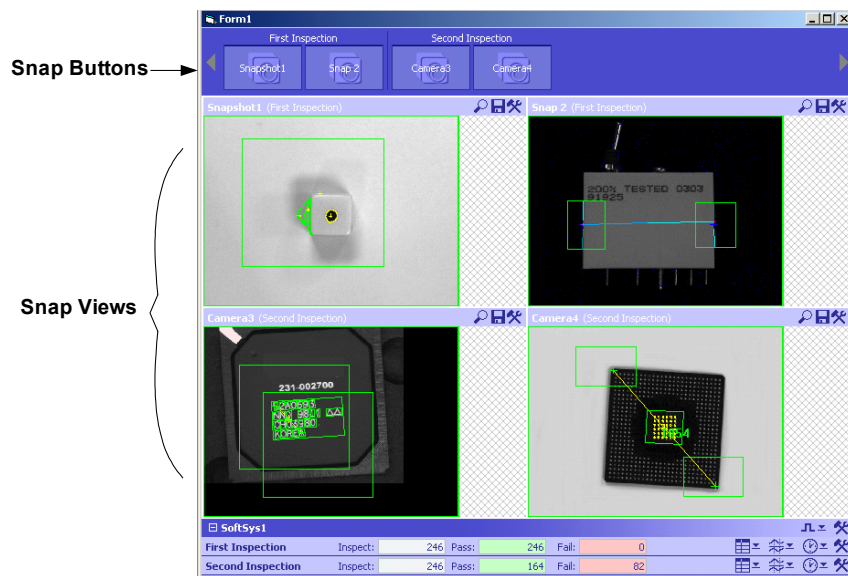 Form1
First Inspection Second Inspection
Snap Buttons
Snapshot1 Snap 2 Camera3 Camera4
Snapshot1 (First Inspection)
Snap 2 (First Inspection)
200% TESTED 0303
91925
Snap Views
Camera3 (Second Inspection)
Camera4 (Second Inspection)
231-002700
KOREA
SoftSys1
First Inspection Inspect: 246 Pass: 246 Fail: 0
Second Inspection Inspect: 246 Pass: 164 Fail: 82